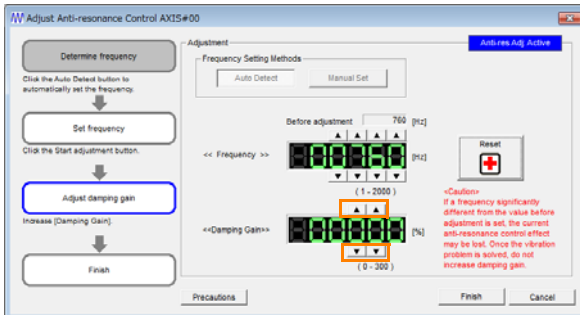 Adjust Anti-resonance Control AXIS#00
Determine frequency
Click the Auto Detect button to
automatically set the frequency.
Set frequency
Click the Start adjustment button.
Adjust damping gain
Increase [Damping Gain].
Finish
Adjustment
Anti-res Adj Active
Frequency Setting Methods
Auto Detect
Manual Set
Before adjustment 760 [Hz]
<< Frequency >> 00760 [Hz]
(1 - 2000)
<<Damping Gain>> [%]
(0 - 300)
Reset
<Caution>
If a frequency significantly
different from the value before
adjustment is set, the current
anti-resonance control effect
may be lost. Once the vibration
problem is solved, do not
increase damping gain.
Precautions
Finish
Cancel